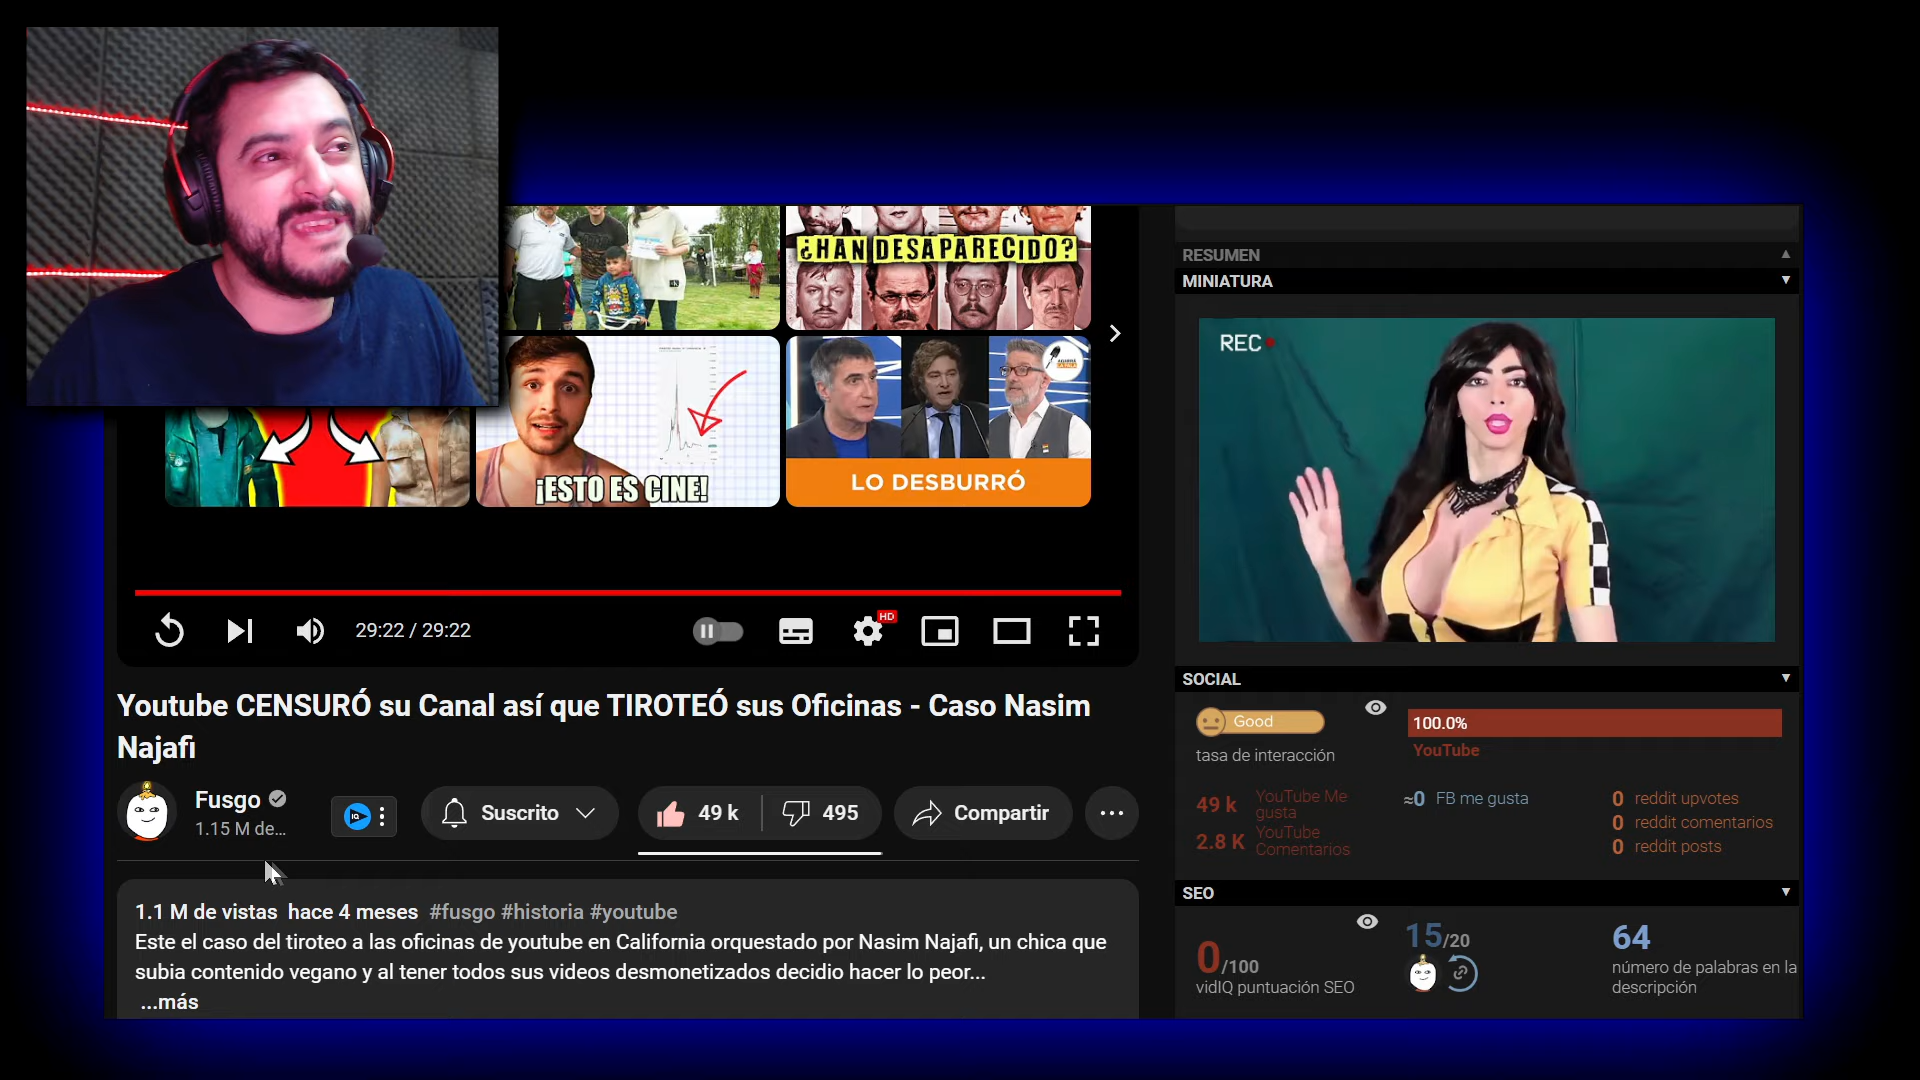 ¿HAN DESAPARECIDO?
¡ESTO ES CINE!
LO DESBURRÓ
29:22 / 29:22
HD
Youtube CENSURÓ su Canal así que TIROTEÓ sus Oficinas - Caso Nasim
Najafi
Fusgo
1.15 M de...
IQ
Suscrito
49 k
495
Compartir
1.1 M de vistas hace 4 meses #fusgo #historia #youtube
Este el caso del tiroteo a las oficinas de youtube en California orquestado por Nasim Najafi, un chica que
subia contenido vegano y al tener todos sus videos desmonetizados decidio hacer lo peor...
...más
RESUMEN
MINIATURA
REC
SOCIAL
Good
tasa de interacción
100.0%
YouTube
49 k YouTube Me
gusta
2.8 K YouTube
Comentarios
≈0 FB me gusta
0 reddit upvotes
0 reddit comentarios
0 reddit posts
SEO
0/100
vidIQ puntuación SEO
15/20
64
número de palabras en la
descripción